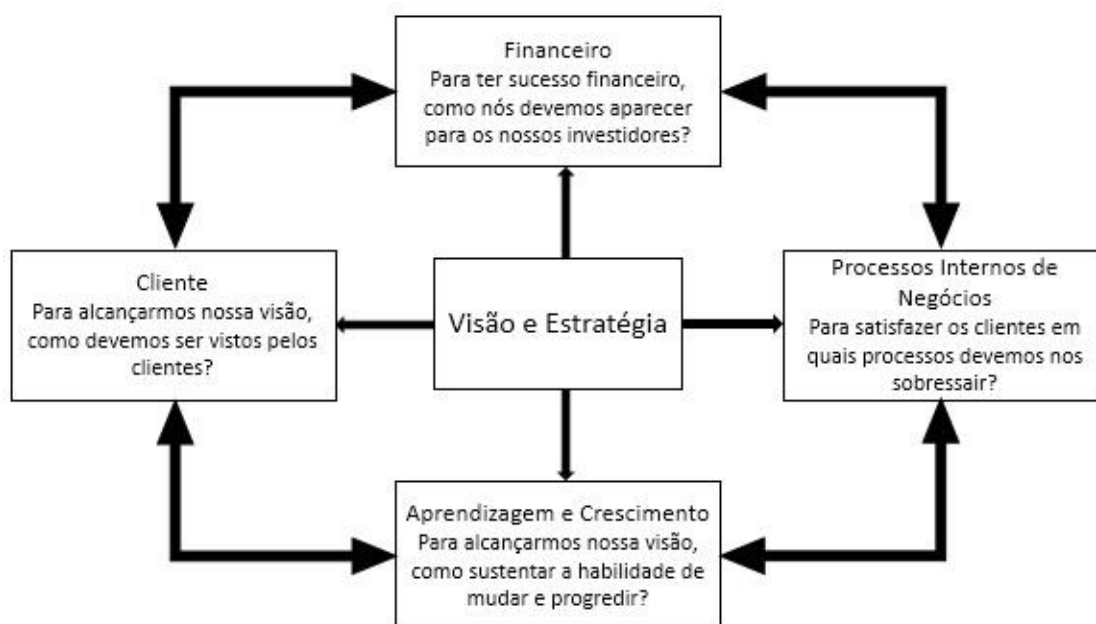 Financeiro
Para ter sucesso financeiro,
como nós devemos aparecer
para os nossos investidores?
Cliente
Para alcançarmos nossa visão,
como devemos ser vistos pelos
clientes?
Visão e Estratégia
Processos Internos de
Negócios
Para satisfazer os clientes em
quais processos devemos nos
sobressair?
Aprendizagem e Crescimento
Para alcançarmos nossa visão,
como sustentar a habilidade de
mudar e progredir?